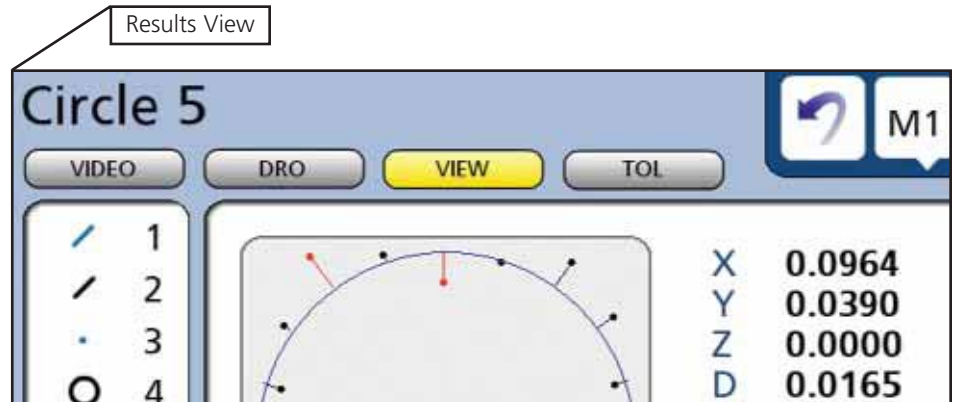 Results View
Circle 5
M1
VIDEO DRO VIEW TOL
1
2
3
4
X 0.0964
Y 0.0390
Z 0.0000
D 0.0165